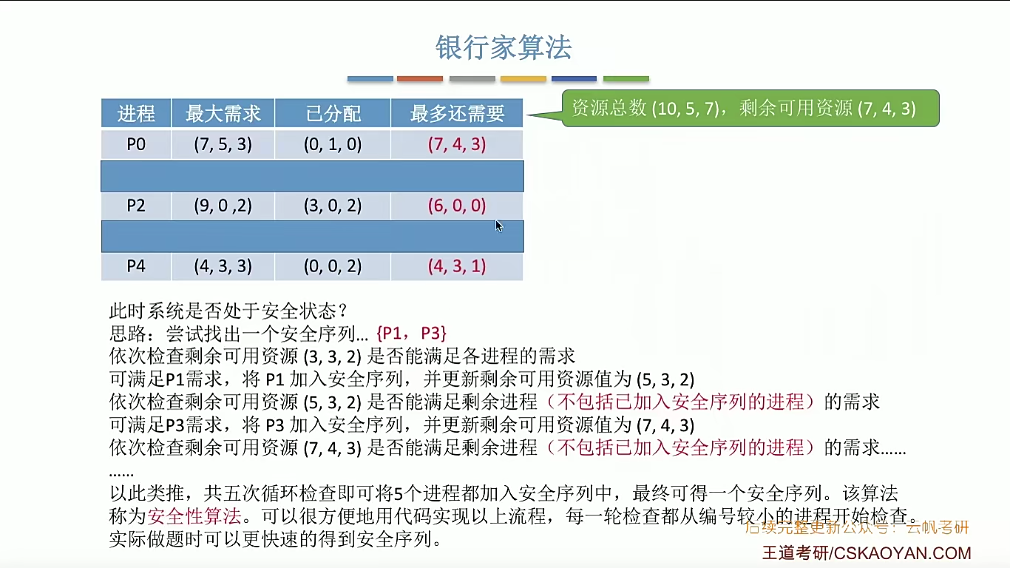 银行家算法
资源总数 (10, 5, 7)，剩余可用资源 (7, 4, 3)
进程 最大需求 已分配 最多还需要
P0 (7, 5, 3) (0, 1, 0) (7, 4, 3)
P2 (9, 0 ,2) (3, 0, 2) (6, 0, 0)
P4 (4, 3, 3) (0, 0, 2) (4, 3, 1)
此时系统是否处于安全状态？
思路：尝试找出一个安全序列... {P1，P3}
依次检查剩余可用资源 (3, 3, 2) 是否能满足各进程的需求
可满足P1需求，将 P1 加入安全序列，并更新剩余可用资源值为 (5, 3, 2)
依次检查剩余可用资源 (5, 3, 2) 是否能满足剩余进程（不包括已加入安全序列的进程）的需求
可满足P3需求，将 P3 加入安全序列，并更新剩余可用资源值为 (7, 4, 3)
依次检查剩余可用资源 (7, 4, 3) 是否能满足剩余进程（不包括已加入安全序列的进程）的需求......
......
以此类推，共五次循环检查即可将5个进程都加入安全序列中，最终可得一个安全序列。该算法
称为安全性算法。可以很方便地用代码实现以上流程，每一轮检查都从编号较小的进程开始检查。
后续完整更新公众号：云帆考研
实际做题时可以更快速的得到安全序列。
王道考研/CSKAOYAN.COM